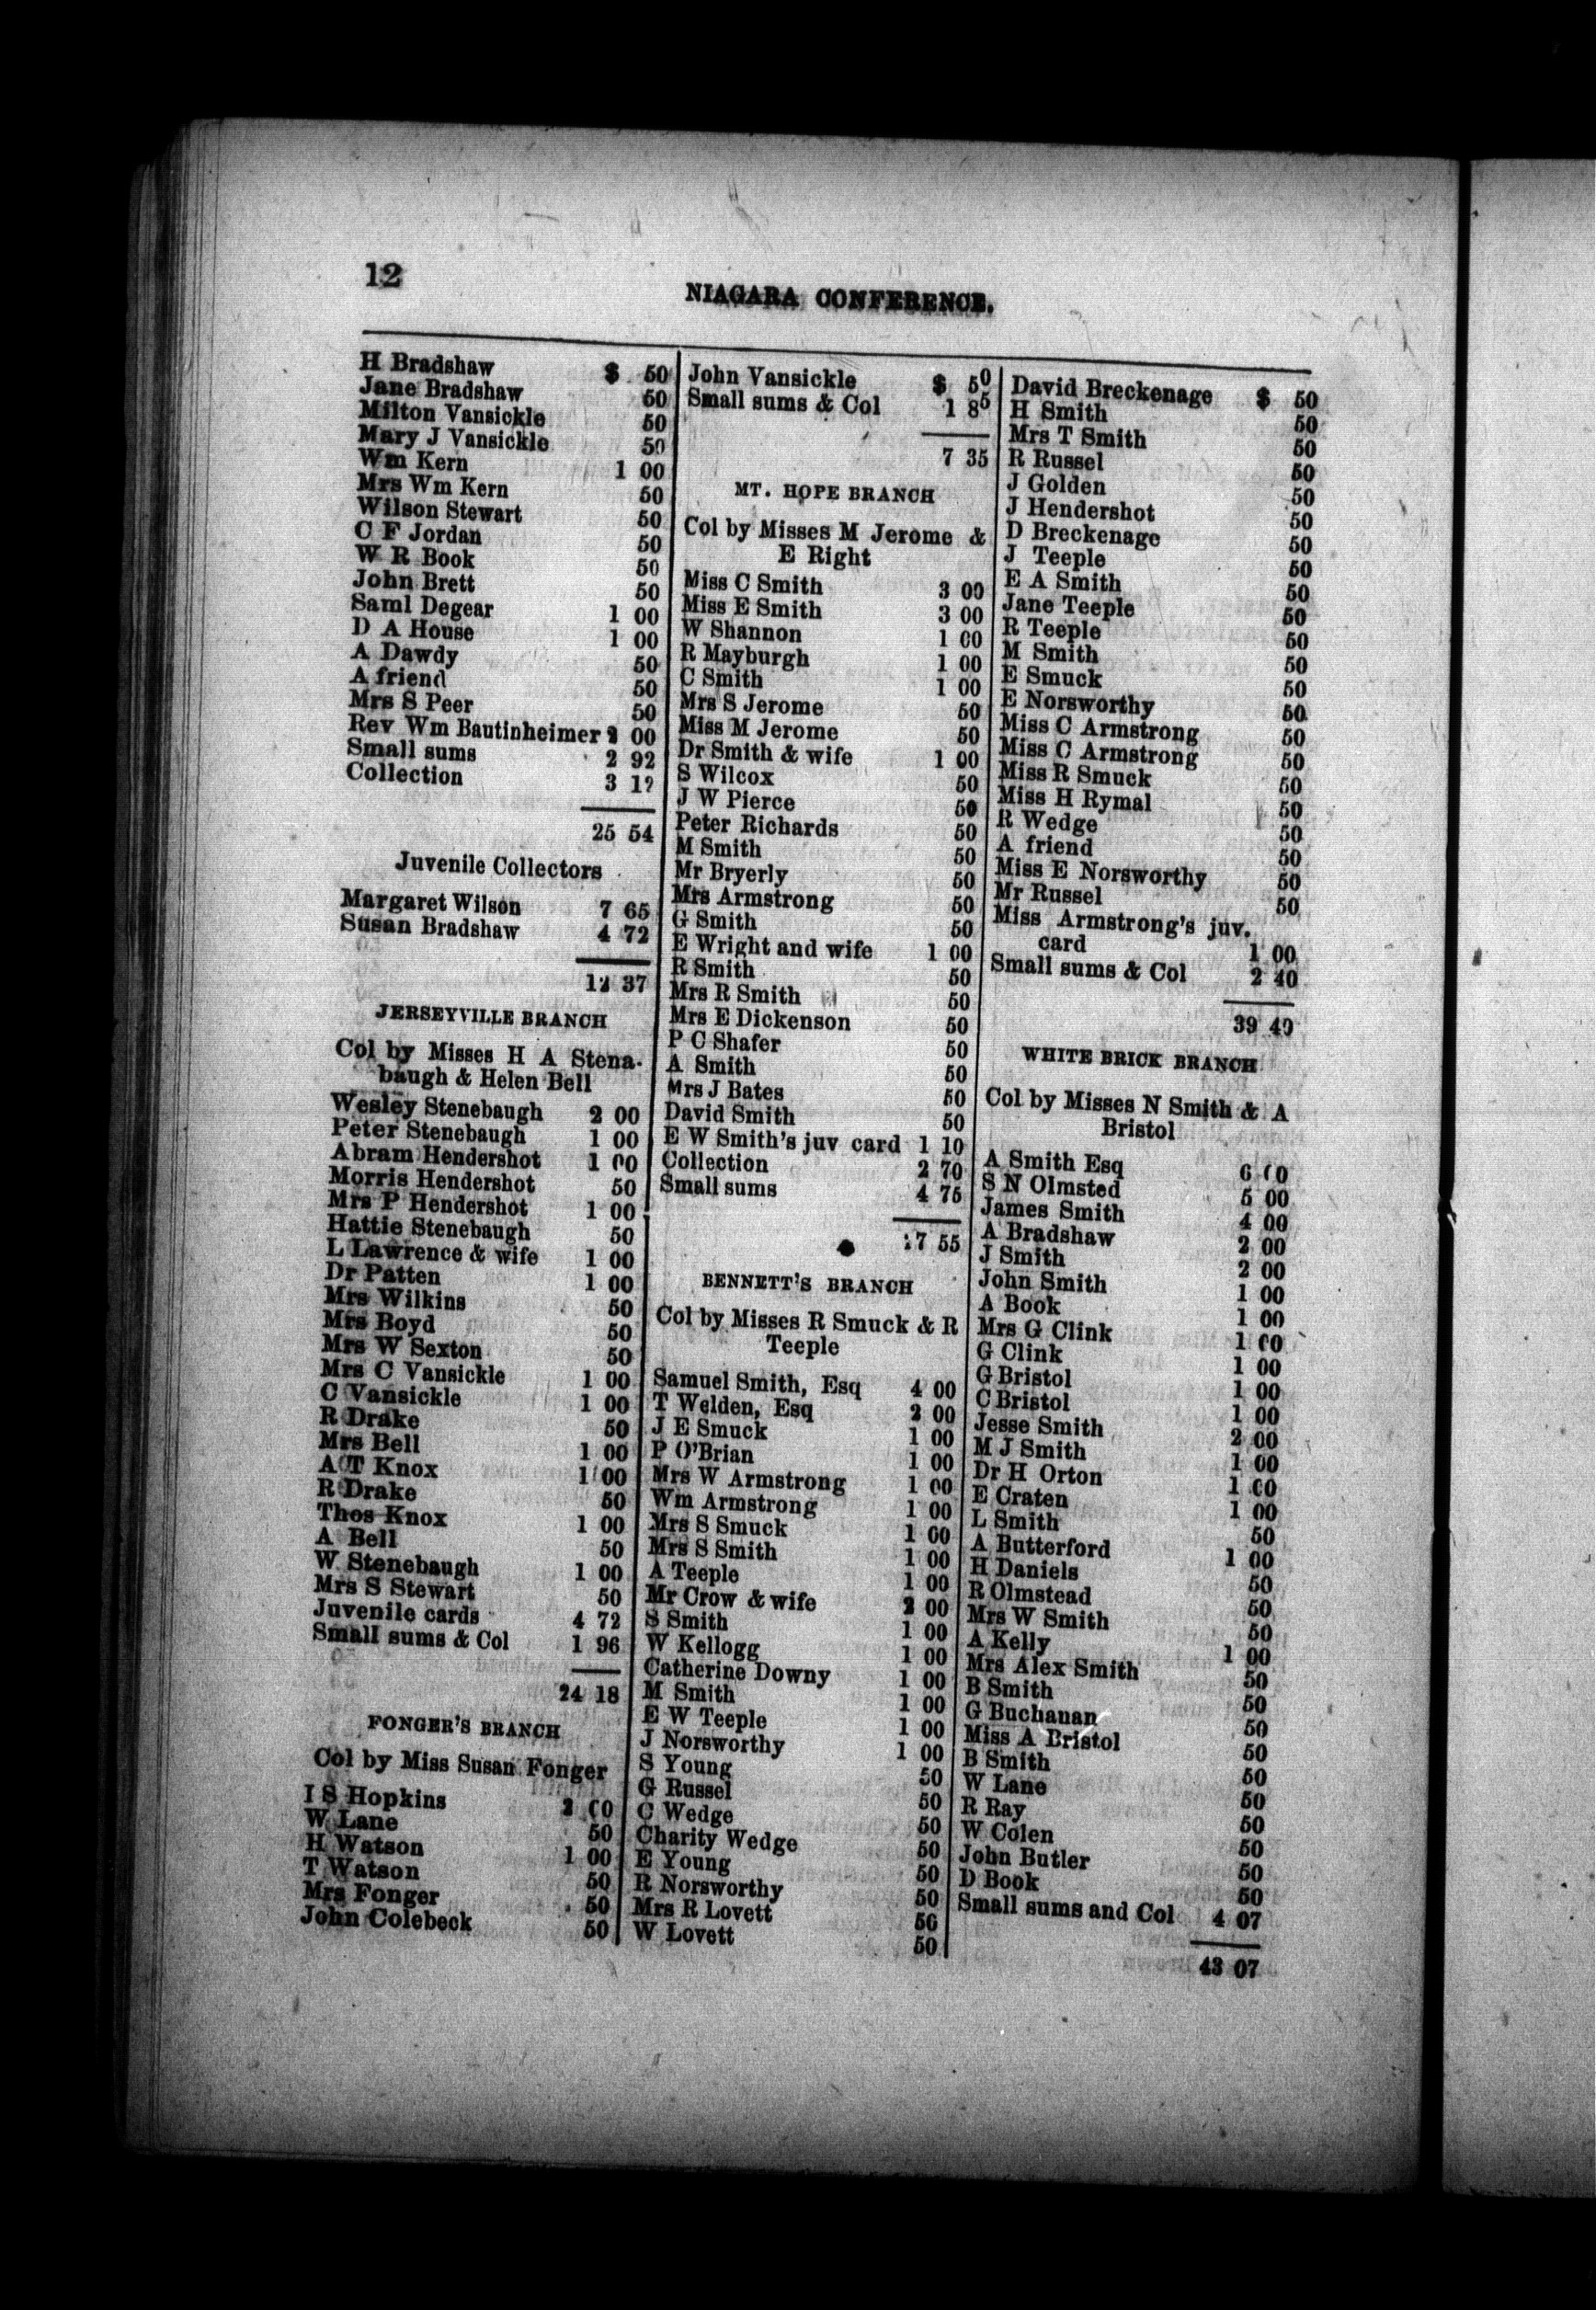 12
NIAGARA CONFERENCE.
H Bradshaw $ 50
Jane Bradshaw 50
Milton Vansickle 50
Mary J Vansickle 50
Wm Kern 1 00
Mrs Wm Kern 50
Wilson Stewart 50
C F Jordan 50
W R Book 50
John Brett 50
Saml Degear 1 00
D A House 1 00
A Dawdy 50
A friend 50
Mrs S Peer 50
Rev Wm Bautinheimer 00
Small sums 2 92
Collection 3 12
25 54
Juvenile Collectors
Margaret Wilson 7 65
Susan Bradshaw 4 72
12 37
JERSEYVILLE BRANCH
Col by Misses H A Stena-
baugh & Helen Bell
Wesley Stenebaugh 2 00
Peter Stenebaugh 1 00
Abram Hendershot 1 00
Morris Hendershot 50
Mrs P Hendershot 1 00
Hattie Stenebaugh 50
L Lawrence & wife 1 00
Dr Patten 1 00
Mrs Wilkins 50
Mrs Boyd 50
Mrs W Sexton 50
Mrs C Vansickle 1 00
C Vansickle 1 00
R Drake 50
Mrs Bell 1 00
A T Knox 1 00
R Drake 50
Thos Knox 1 00
A Bell 50
W Stenebaugh 1 00
Mrs S Stewart 50
Juvenile cards 4 72
Small sums & Col 1 96
24 18
FONGER'S BRANCH
Col by Miss Susan Fonger
I S Hopkins 2 00
W Lane 50
H Watson 1 00
T Watson 50
Mrs Fonger 50
John Colebeck 50
John Vansickle $ 50
Small sums & Col 1 85
7 35
MT. HOPE BRANCH
Col by Misses M Jerome &
E Right
Miss C Smith 3 00
Miss E Smith 3 00
W Shannon 1 00
R Mayburgh 1 00
C Smith 1 00
Mrs S Jerome 50
Miss M Jerome 50
Dr Smith & wife 1 00
S Wilcox 50
J W Pierce 50
Peter Richards 50
M Smith 50
Mr Bryerly 50
Mrs Armstrong 50
G Smith 50
E Wright and wife 1 00
R Smith 50
Mrs R Smith 50
Mrs E Dickenson 50
P C Shafer 50
A Smith 50
Mrs J Bates 50
David Smith 50
E W Smith's juv card 1 10
Collection 2 70
Small sums 4 75
7 55
BENNETT'S BRANCH
Col by Misses R Smuck & R
Teeple
Samuel Smith, Esq 4 00
T Welden, Esq 2 00
J E Smuck 1 00
P O'Brian 1 00
Mrs W Armstrong 1 00
Wm Armstrong 1 00
Mrs S Smuck 1 00
Mrs S Smith 1 00
A Teeple 1 00
Mr Crow & wife 2 00
S Smith 1 00
W Kellogg 1 00
Catherine Downy 1 00
M Smith 1 00
E W Teeple 1 00
J Norsworthy 1 00
S Young 50
G Russel 50
C Wedge 50
Charity Wedge 50
E Young 50
R Norsworthy 50
Mrs R Lovett 50
W Lovett 50
David Breckenage $ 50
H Smith 50
Mrs T Smith 50
R Russel 50
J Golden 50
J Hendershot 50
D Breckenage 50
J Teeple 50
E A Smith 50
Jane Teeple 50
R Teeple 50
M Smith 50
E Smuck 50
E Norsworthy 50
Miss C Armstrong 50
Miss C Armstrong 50
Miss R Smuck 50
Miss H Rymal 50
R Wedge 50
A friend 50
Miss E Norsworthy 50
Mr Russel 50
Miss Armstrong's juv.
card 1 00
Small sums & Col 2 40
39 40
WHITE BRICK BRANCH
Col by Misses N Smith & A
Bristol
A Smith Esq 6 00
S N Olmsted 5 00
James Smith 4 00
A Bradshaw 2 00
J Smith 2 00
John Smith 1 00
A Book 1 00
Mrs G Clink 1 00
G Clink 1 00
G Bristol 1 00
C Bristol 1 00
Jesse Smith 2 00
M J Smith 1 00
Dr H Orton 1 00
E Craten 1 00
L Smith 50
A Butterford 1 00
H Daniels 50
R Olmstead 50
Mrs W Smith 50
A Kelly 1 00
Mrs Alex Smith 50
B Smith 50
G Buchanan 50
Miss A Bristol 50
B Smith 50
W Lane 50
R Ray 50
W Colen 50
John Butler 50
D Book 50
Small sums and Col 4 07
43 07